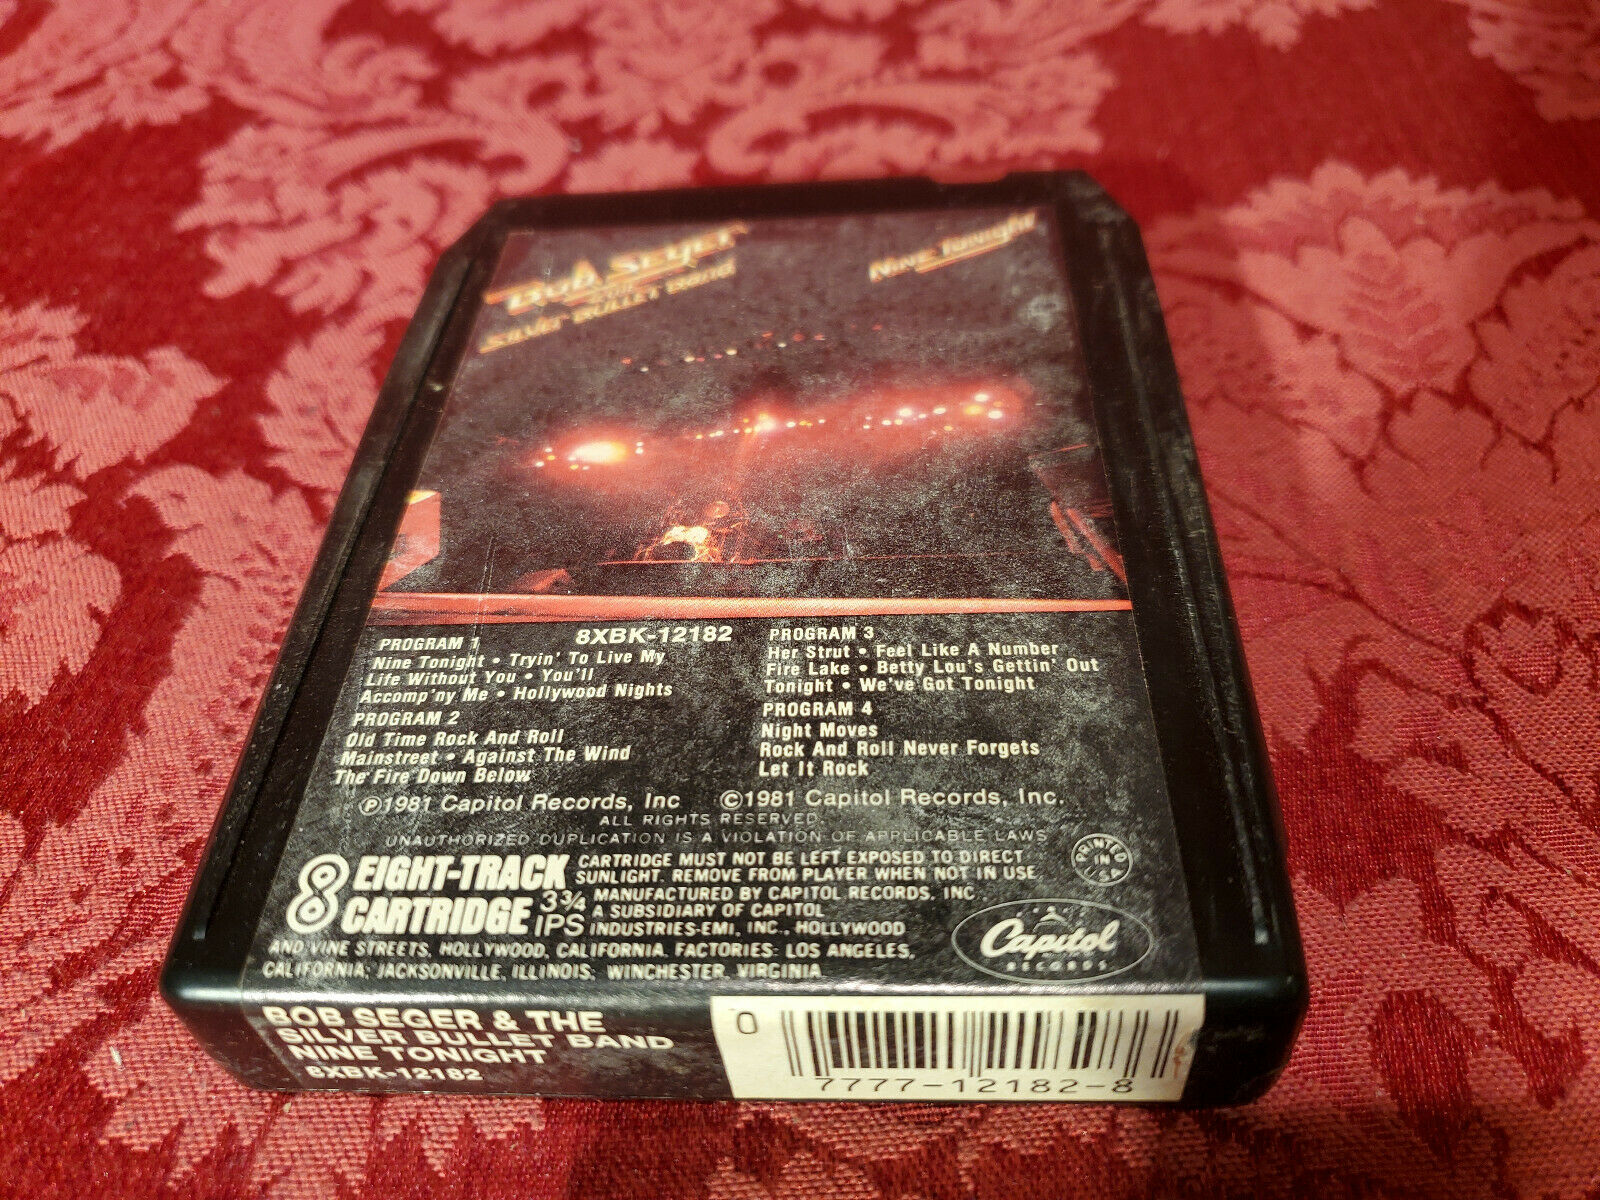 Bob Seger
and the
Silver Bullet Band
Nine Tonight
PROGRAM 1
8XBK-12182
Nine Tonight • Tryin' To Live My
Life Without You • You'll
Accomp'ny Me • Hollywood Nights
PROGRAM 2
Old Time Rock And Roll
Mainstreet • Against The Wind
The Fire Down Below
PROGRAM 3
Her Strut • Feel Like A Number
Fire Lake • Betty Lou's Gettin' Out
Tonight • We've Got Tonight
PROGRAM 4
Night Moves
Rock And Roll Never Forgets
Let It Rock
℗1981 Capitol Records, Inc ©1981 Capitol Records, Inc.
ALL RIGHTS RESERVED.
UNAUTHORIZED DUPLICATION IS A VIOLATION OF APPLICABLE LAWS
PRINTED
IN
USA
8 EIGHT-TRACK
CARTRIDGE
3¾
IPS
CARTRIDGE MUST NOT BE LEFT EXPOSED TO DIRECT
SUNLIGHT. REMOVE FROM PLAYER WHEN NOT IN USE.
MANUFACTURED BY CAPITOL RECORDS, INC.,
A SUBSIDIARY OF CAPITOL
INDUSTRIES-EMI, INC., HOLLYWOOD
AND VINE STREETS, HOLLYWOOD, CALIFORNIA. FACTORIES: LOS ANGELES,
CALIFORNIA; JACKSONVILLE, ILLINOIS; WINCHESTER, VIRGINIA
Capitol
RECORDS
BOB SEGER & THE
SILVER BULLET BAND
NINE TONIGHT
8XBK-12182
0
7777-12182-8